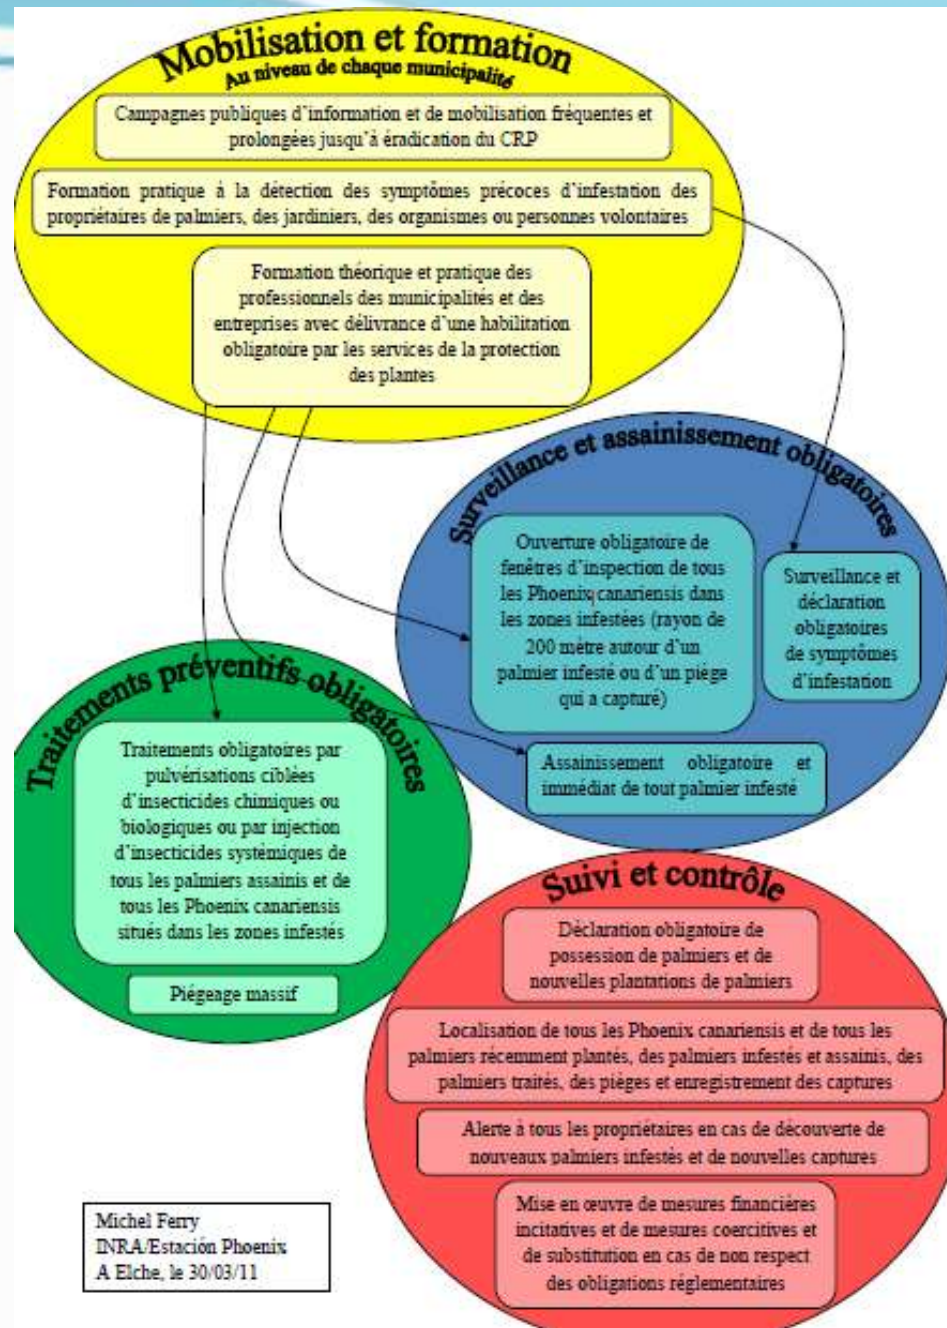 Mobilisation et formation
Au niveau de chaque municipalité
Campagnes publiques d'information et de mobilisation fréquentes et
prolongées jusqu'à éradication du CRP
Formation pratique à la détection des symptômes précoces d'infestation des
propriétaires de palmiers, des jardiniers, des organismes ou personnes volontaires
Formation théorique et pratique des
professionnels des municipalités et des
entreprises avec délivrance d'une habilitation
obligatoire par les services de la protection
des plantes
Surveillance et assainissement obligatoires
Ouverture obligatoire de
fenêtres d'inspection de tous
les Phoenix canariensis dans
les zones infestées (rayon de
200 mètre autour d'un
palmier infesté ou d'un piège
qui a capturé)
Surveillance et
déclaration
obligatoires
de symptômes
d'infestation
Assainissement obligatoire et
immédiat de tout palmier infesté
Traitements préventifs obligatoires
Traitements obligatoires par
pulvérisations ciblées
d'insecticides chimiques ou
biologiques ou par injection
d'insecticides systémiques de
tous les palmiers assainis et de
tous les Phoenix canariensis
situés dans les zones infestés
Piégeage massif
Suivi et contrôle
Déclaration obligatoire de
possession de palmiers et de
nouvelles plantations de palmiers
Localisation de tous les Phoenix canariensis et de tous les
palmiers récemment plantés, des palmiers infestés et assainis, des
palmiers traités, des pièges et enregistrement des captures
Alerte à tous les propriétaires en cas de découverte de
nouveaux palmiers infestés et de nouvelles captures
Mise en œuvre de mesures financières
incitatives et de mesures coercitives et
de substitution en cas de non respect
des obligations réglementaires
Michel Ferry
INRA/Estación Phoenix
A Elche, le 30/03/11